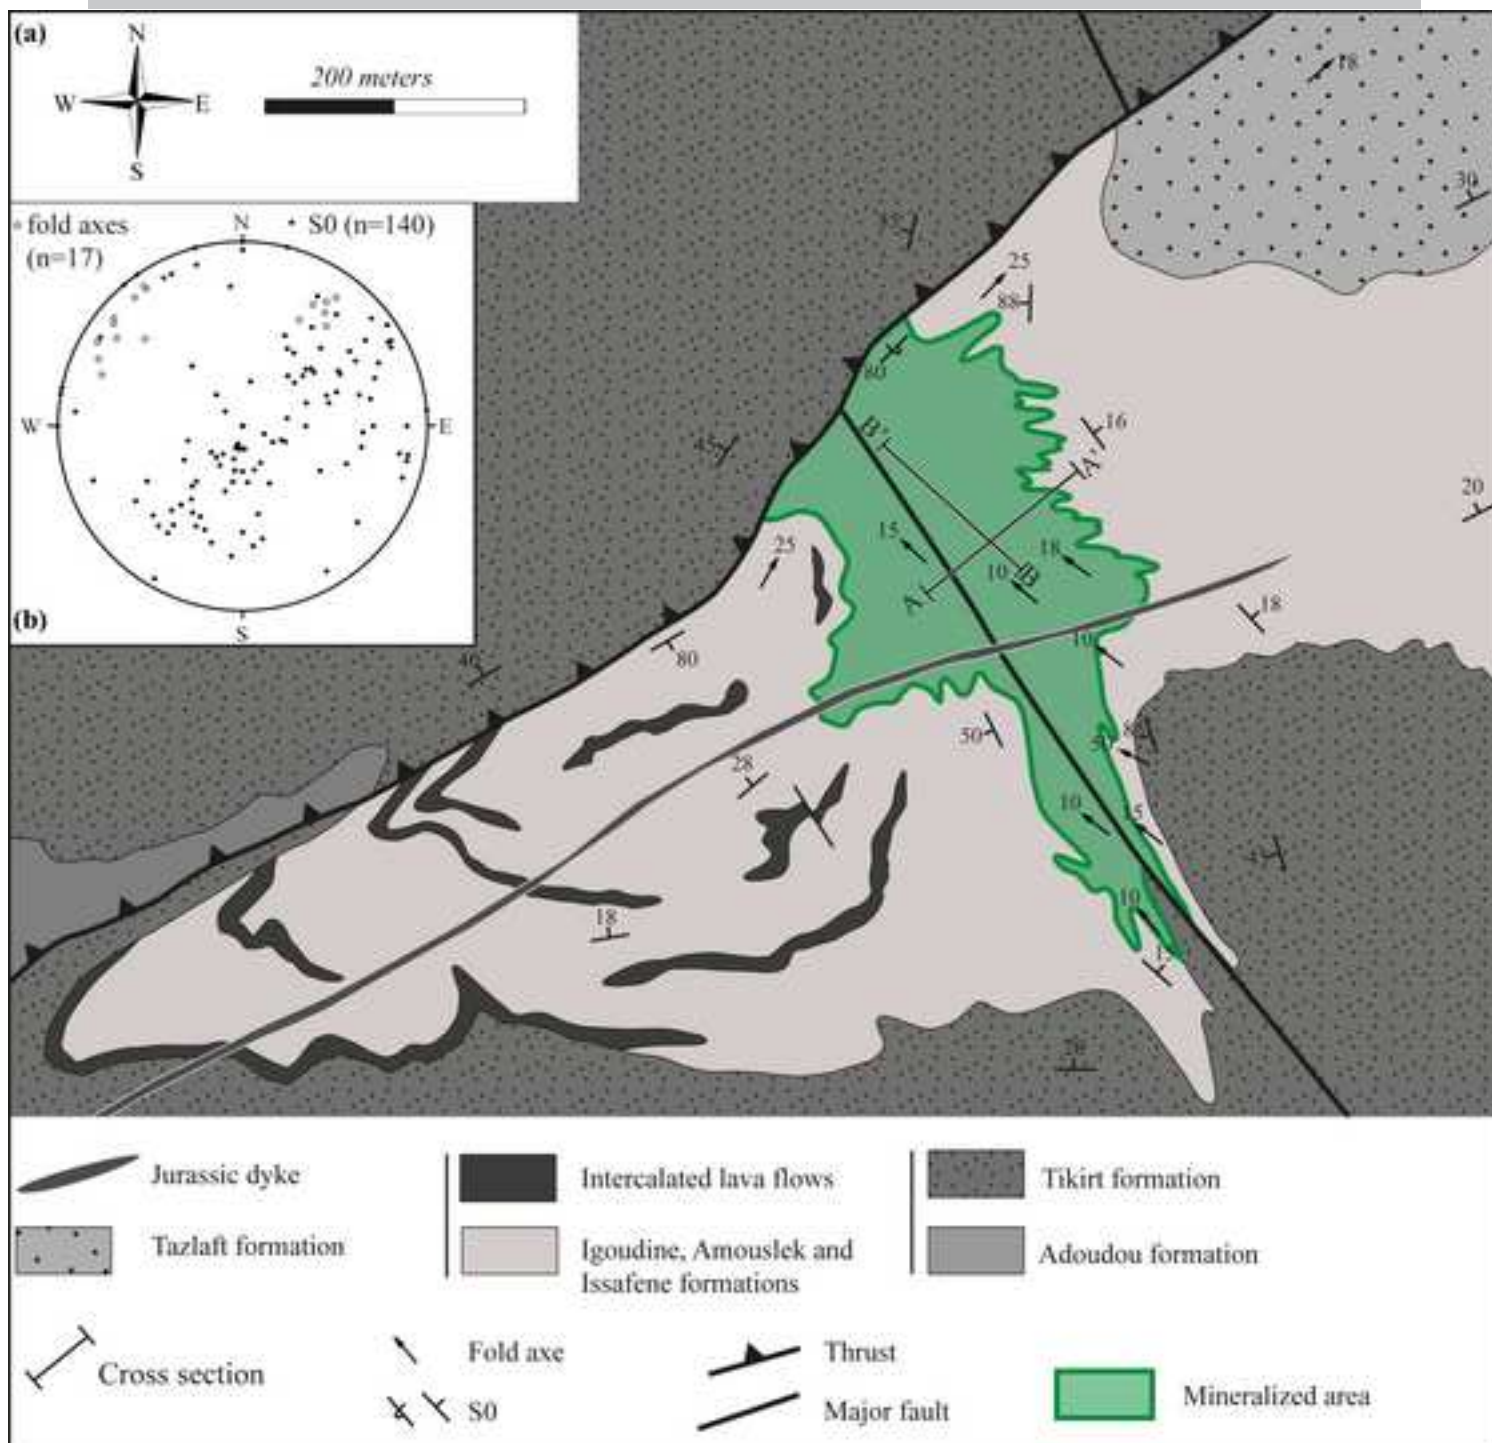 (a)
N
200 meters
W E
S
18
30
fold axes
(n=17)
S0 (n=140)
N
W E
S
(b)
25
88
80
B'
16
45
A'
20
15
18
25
10
B
A
18
10
80
50
28
10
15
10
18
Jurassic dyke
Intercalated lava flows
Tikirt formation
Tazlaft formation
Igoudine, Amouslek and
Issafene formations
Adoudou formation
Cross section
Fold axe
Thrust
S0
Major fault
Mineralized area